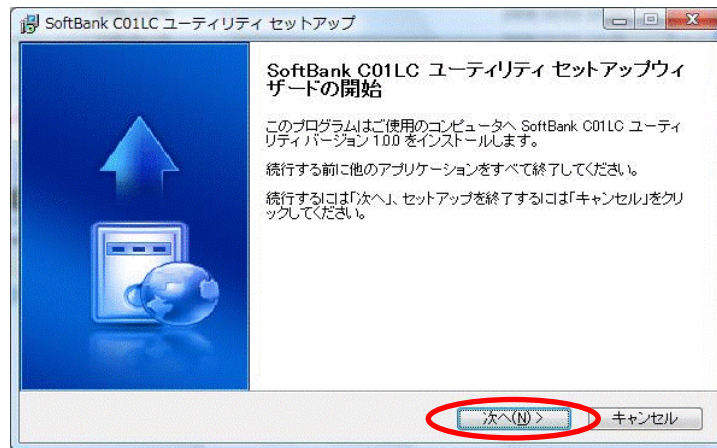 SoftBank C01LC ユーティリティ セットアップ
SoftBank C01LC ユーティリティ セットアップウィ
ザードの開始
このプログラムはご使用のコンピュータへ SoftBank C01LC ユーティ
リティ バージョン 1.0.0 をインストールします。
続行する前に他のアプリケーションをすべて終了してください。
続行するには「次へ」、セットアップを終了するには「キャンセル」をクリ
ックしてください。
次へ(N) >
キャンセル